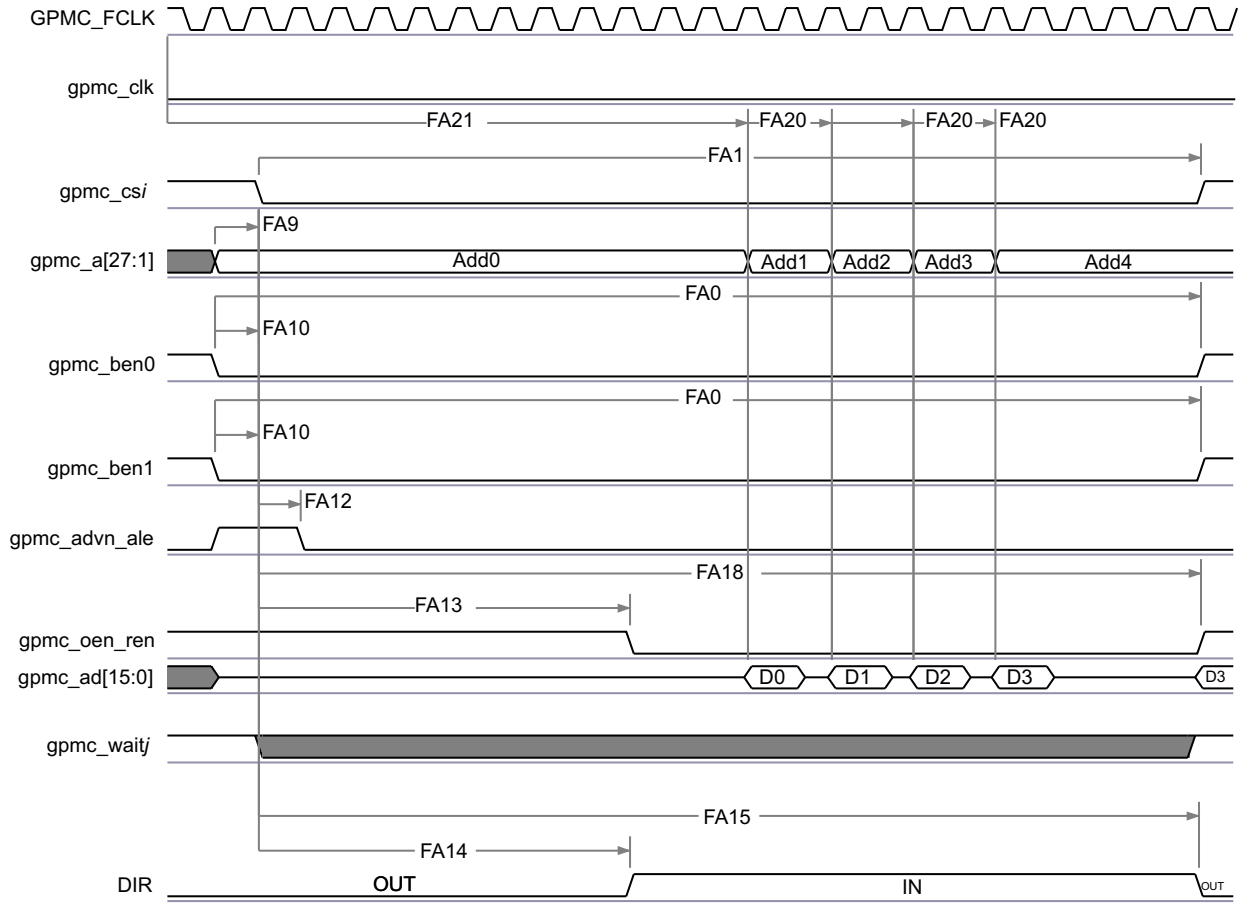 GPMC_FCLK
gpmc_clk
FA21 FA20 FA20 FA20
FA1
gpmc_csi
FA9
gpmc_a[27:1] Add0 Add1 Add2 Add3 Add4
FA0
FA10
gpmc_ben0
FA0
FA10
gpmc_ben1
FA12
gpmc_advn_ale
FA18
FA13
gpmc_oen_ren
gpmc_ad[15:0] D0 D1 D2 D3 D3
gpmc_waitj
FA15
FA14
DIR OUT IN OUT